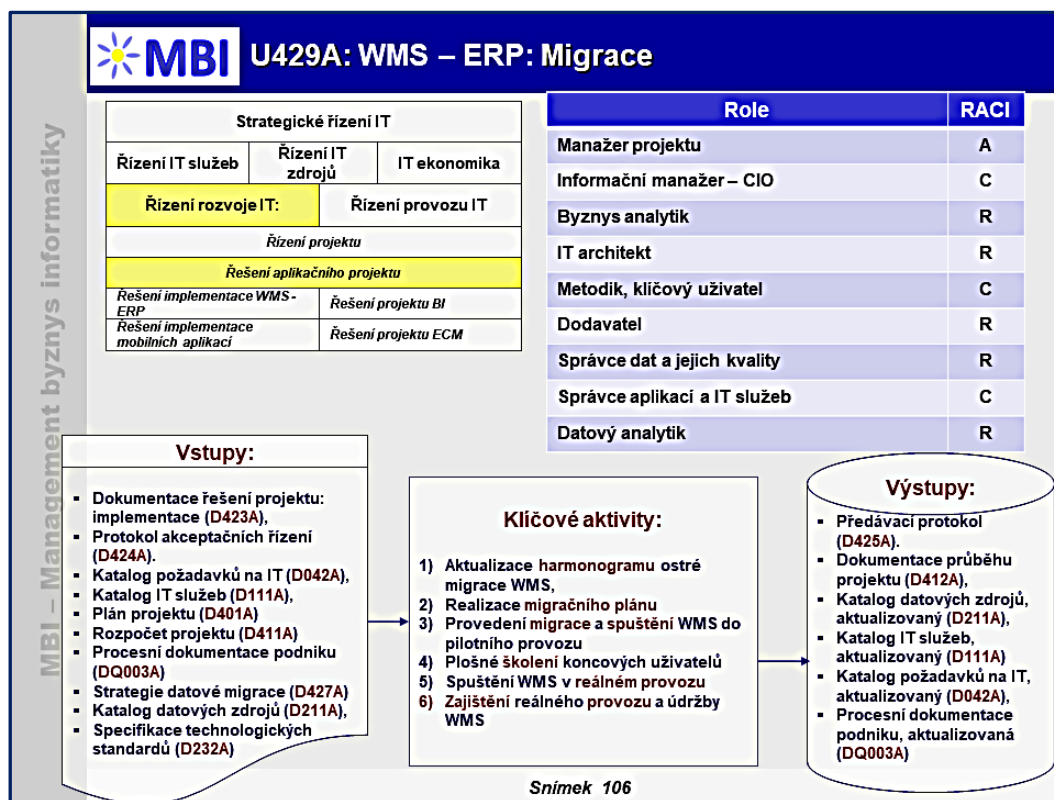 MBI
U429A: WMS – ERP: Migrace
MBI – Management byznys informatiky
Strategické řízení IT
Řízení IT služeb
Řízení IT
zdrojů
IT ekonomika
Řízení rozvoje IT:
Řízení provozu IT
Řízení projektu
Řešení aplikačního projektu
Řešení implementace WMS -
ERP
Řešení projektu BI
Řešení implementace
mobilních aplikací
Řešení projektu ECM
Role RACI
Manažer projektu A
Informační manažer – CIO C
Byznys analytik R
IT architekt R
Metodik, klíčový uživatel C
Dodavatel R
Správce dat a jejich kvality R
Správce aplikací a IT služeb C
Datový analytik R
Vstupy:
▪ Dokumentace řešení projektu:
implementace (D423A),
▪ Protokol akceptačních řízení
(D424A).
▪ Katalog požadavků na IT (D042A),
▪ Katalog IT služeb (D111A),
▪ Plán projektu (D401A)
▪ Rozpočet projektu (D411A)
▪ Procesní dokumentace podniku
(DQ003A)
▪ Strategie datové migrace (D427A)
▪ Katalog datových zdrojů (D211A),
▪ Specifikace technologických
standardů (D232A)
Klíčové aktivity:
1) Aktualizace harmonogramu ostré
migrace WMS,
2) Realizace migračního plánu
3) Provedení migrace a spuštění WMS do
pilotního provozu
4) Plošné školení koncových uživatelů
5) Spuštění WMS v reálném provozu
6) Zajištění reálného provozu a údržby
WMS
Výstupy:
▪ Předávací protokol
(D425A).
▪ Dokumentace průběhu
projektu (D412A),
▪ Katalog datových zdrojů,
aktualizovaný (D211A),
▪ Katalog IT služeb,
aktualizovaný (D111A)
▪ Katalog požadavků na IT,
aktualizovaný (D042A),
▪ Procesní dokumentace
podniku, aktualizovaná
(DQ003A)
Snímek 106